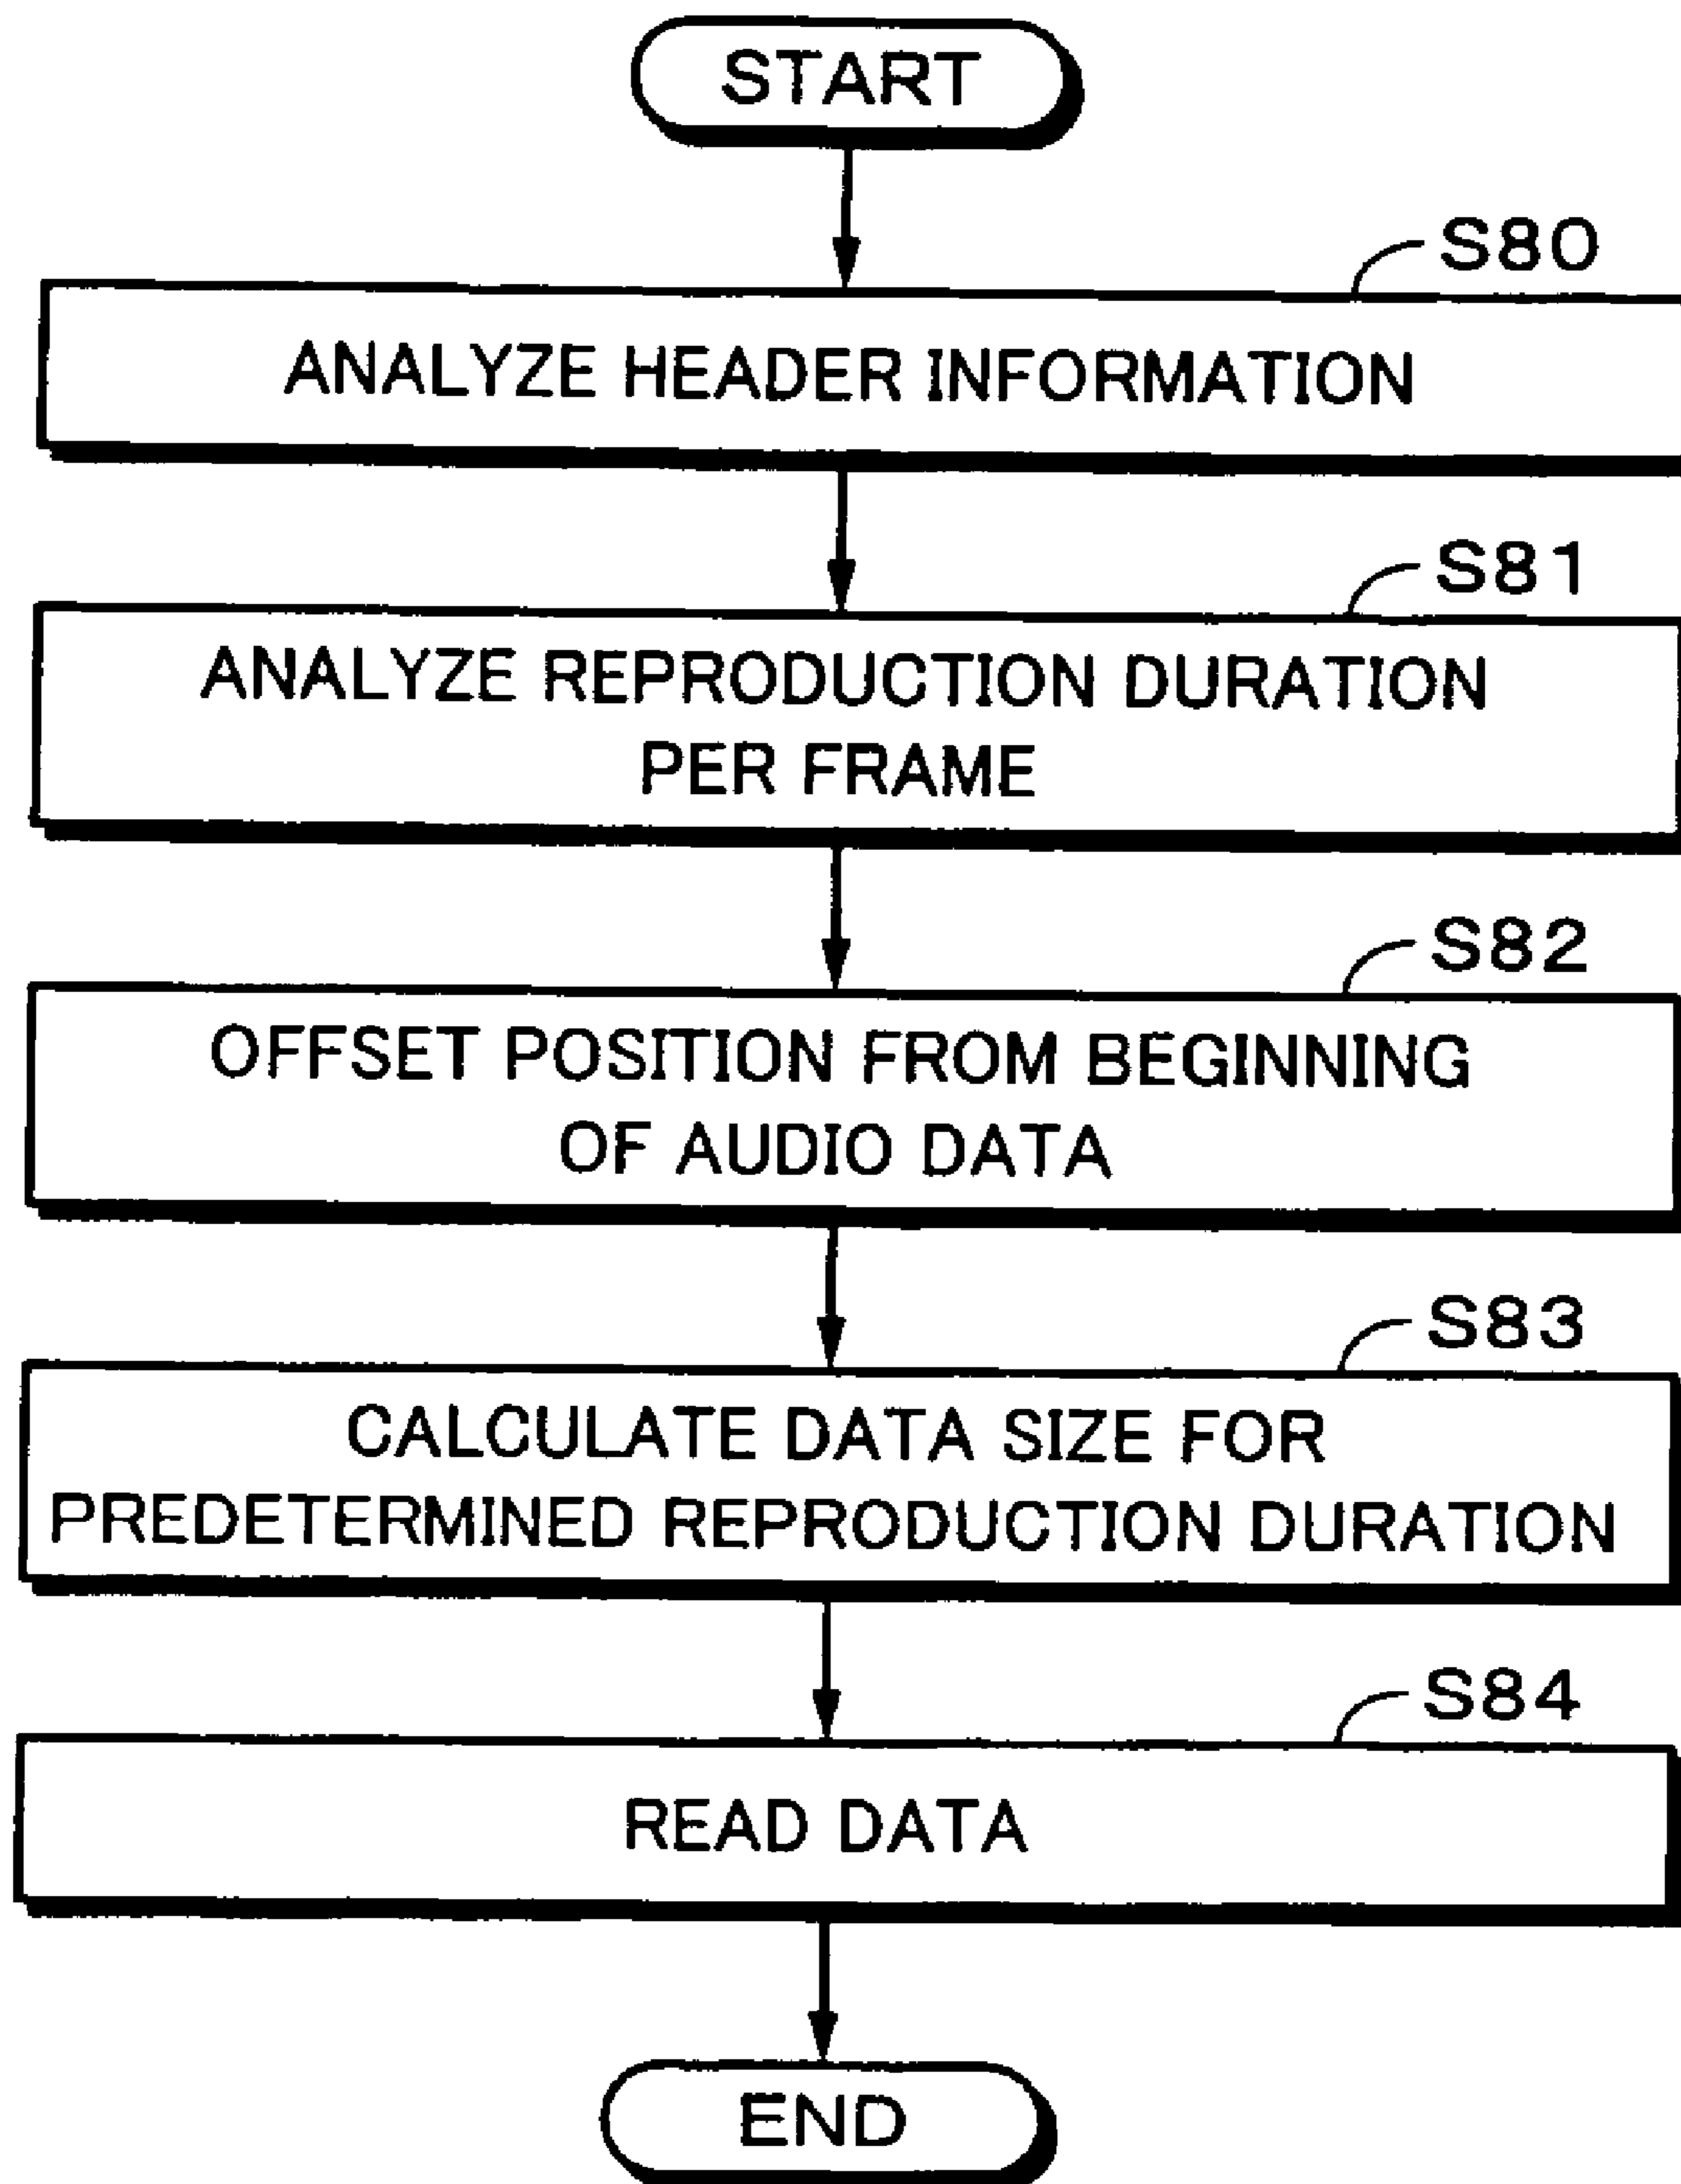 START
S80
ANALYZE HEADER INFORMATION
S81
ANALYZE REPRODUCTION DURATION
PER FRAME
S82
OFFSET POSITION FROM BEGINNING
OF AUDIO DATA
S83
CALCULATE DATA SIZE FOR
PREDETERMINED REPRODUCTION DURATION
S84
READ DATA
END